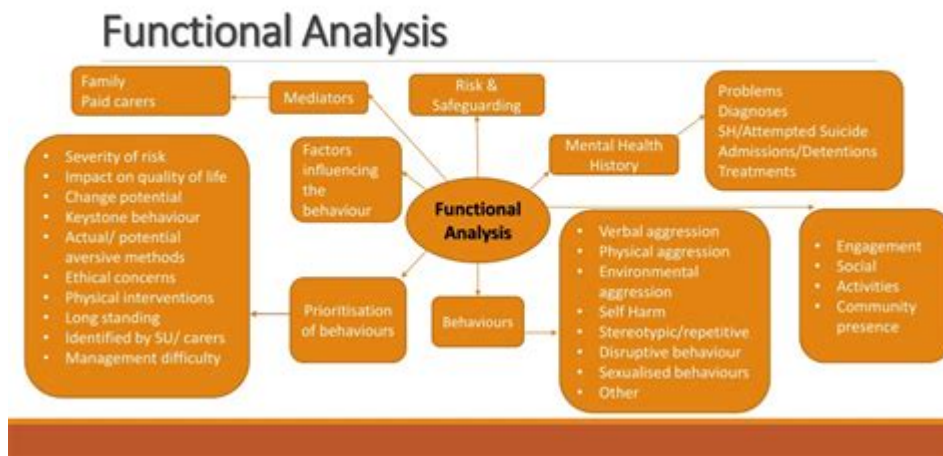 Functional Analysis
Family
Paid carers
Mediators
Risk &
Safeguarding
Mental Health
History
Problems
Diagnoses
SH/Attempted Suicide
Admissions/Detentions
Treatments
Factors
influencing
the
behaviour
Functional
Analysis
• Severity of risk
• Impact on quality of life
• Change potential
• Keystone behaviour
• Actual/ potential
aversive methods
• Ethical concerns
• Physical interventions
• Long standing
• Identified by SU/ carers
• Management difficulty
Prioritisation
of behaviours
Behaviours
• Verbal aggression
• Physical aggression
• Environmental
aggression
• Self Harm
• Stereotypic/repetitive
• Disruptive behaviour
• Sexualised behaviours
• Other
• Engagement
• Social
• Activities
• Community
presence